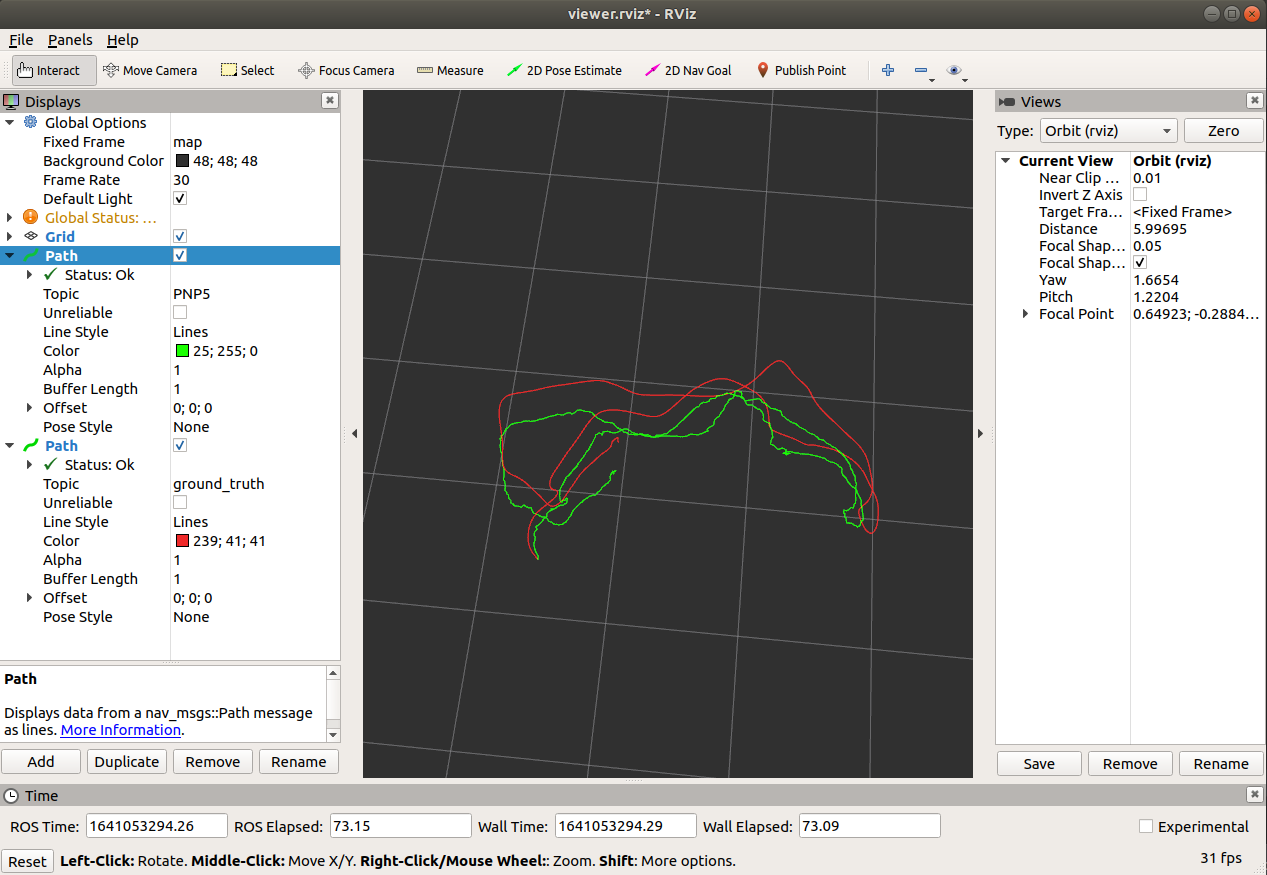 viewer.rviz* - RViz
File Panels Help
Interact Move Camera Select Focus Camera Measure 2D Pose Estimate 2D Nav Goal Publish Point
Displays
Global Options
Fixed Frame map
Background Color 48; 48; 48
Frame Rate 30
Default Light
Global Status: ...
Grid
Path
Status: Ok
Topic PNP5
Unreliable
Line Style Lines
Color 25; 255; 0
Alpha 1
Buffer Length 1
Offset 0; 0; 0
Pose Style None
Path
Status: Ok
Topic ground_truth
Unreliable
Line Style Lines
Color 239; 41; 41
Alpha 1
Buffer Length 1
Offset 0; 0; 0
Pose Style None
Path
Displays data from a nav_msgs::Path message
as lines. More Information.
Add Duplicate Remove Rename
Views
Type: Orbit (rviz) Zero
Current View Orbit (rviz)
Near Clip ... 0.01
Invert Z Axis
Target Fra... <Fixed Frame>
Distance 5.99695
Focal Shap... 0.05
Focal Shap...
Yaw 1.6654
Pitch 1.2204
Focal Point 0.64923; -0.2884...
Save Remove Rename
Time
ROS Time: 1641053294.26 ROS Elapsed: 73.15 Wall Time: 1641053294.29 Wall Elapsed: 73.09 Experimental
Reset Left-Click: Rotate. Middle-Click: Move X/Y. Right-Click/Mouse Wheel:: Zoom. Shift: More options. 31 fps